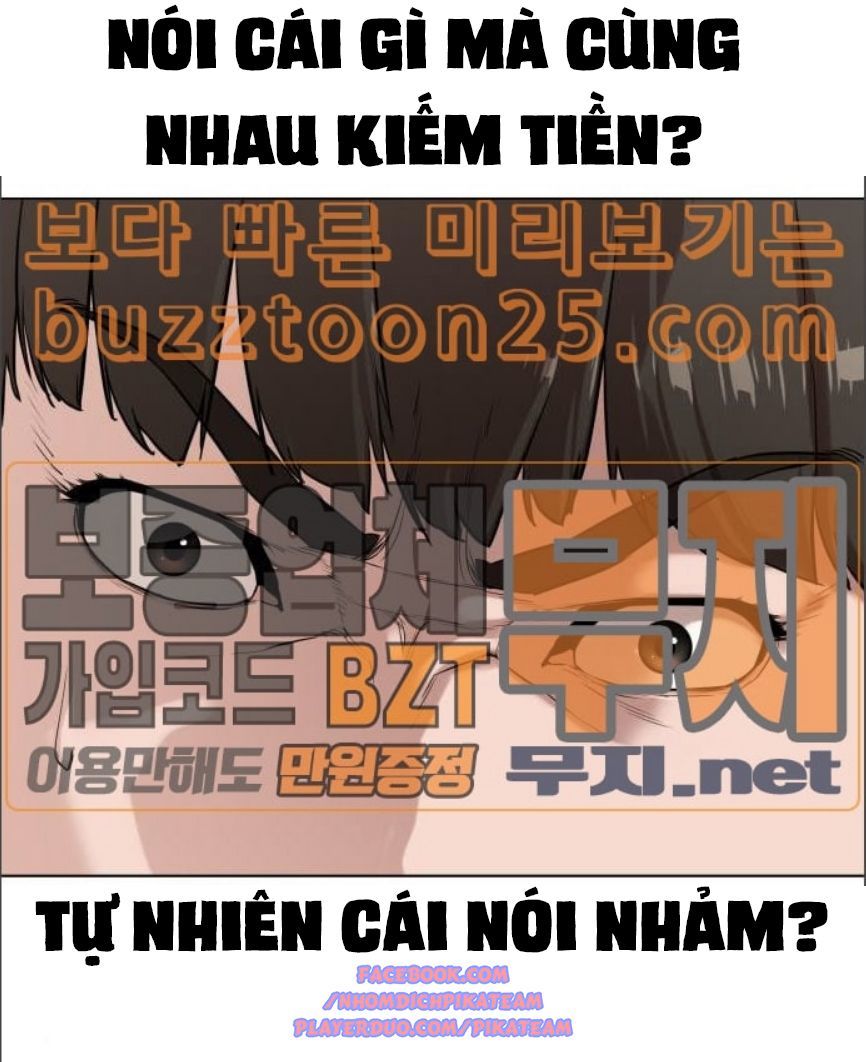 NÓI CÁI GÌ MÀ CÙNG
NHAU KIẾM TIỀN?
보다 빠른 미리보기는
buzztoon25.com
보증업체 무지
가입코드 BZT
이용만해도 만원증정 무지.net
TỰ NHIÊN CÁI NÓI NHẢM?
FACEBOOK.COM
/NHOMDICHPIKATEAM
PLAYERDUO.COM/PIKATEAM